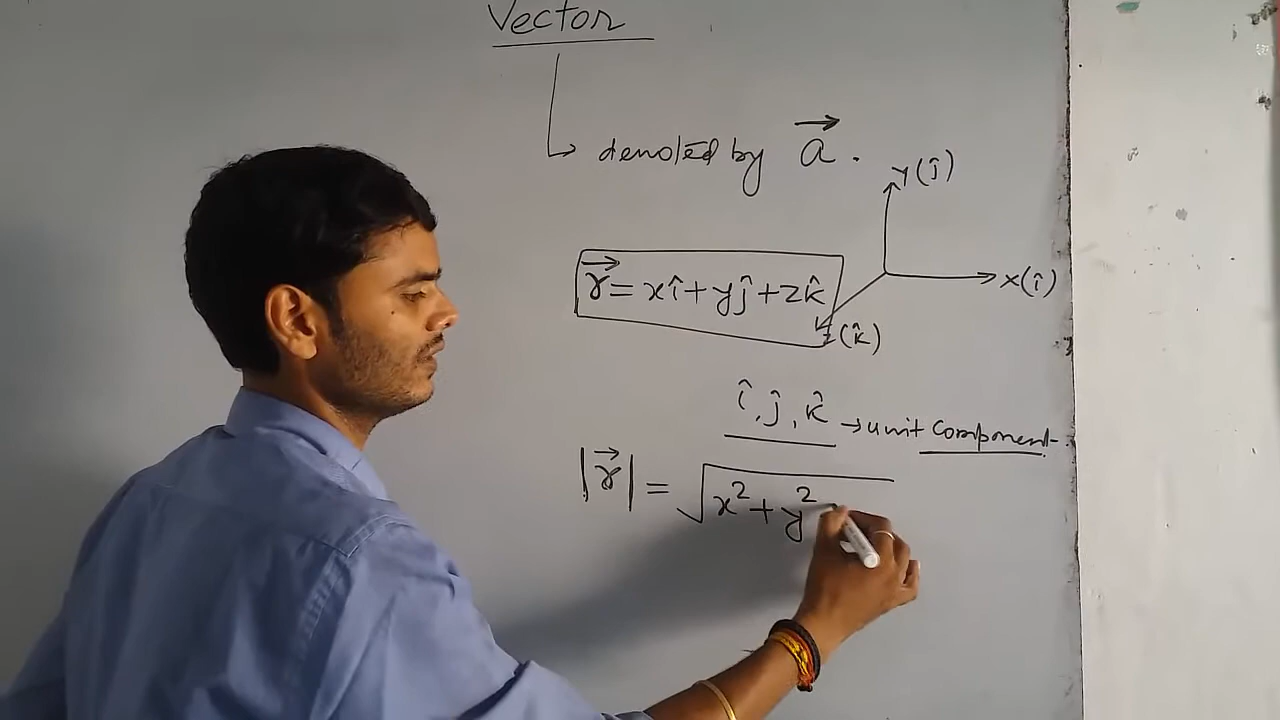 Vector
denoted by a⃗ .
y(ĵ)
r⃗ = xî+yĵ+zk̂
x(î)
z(k̂)
î, ĵ, k̂ → unit component.
|r⃗| = √x²+y²